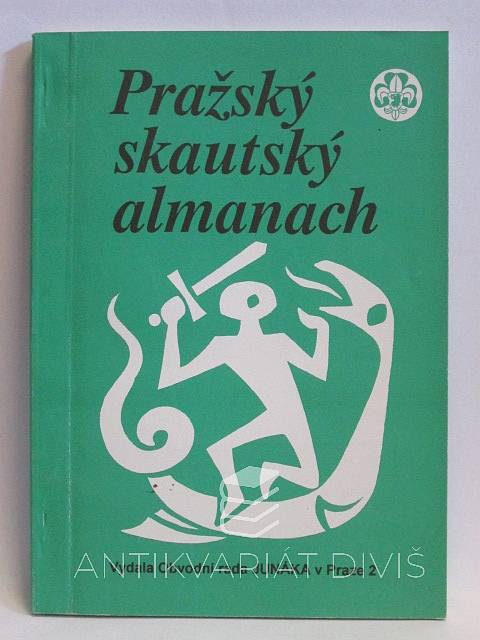 Pražský
skautský
almanach
Vydala Obvodní rada JUNÁKA v Praze 2
ANTIKVARIÁT DIVIŠ